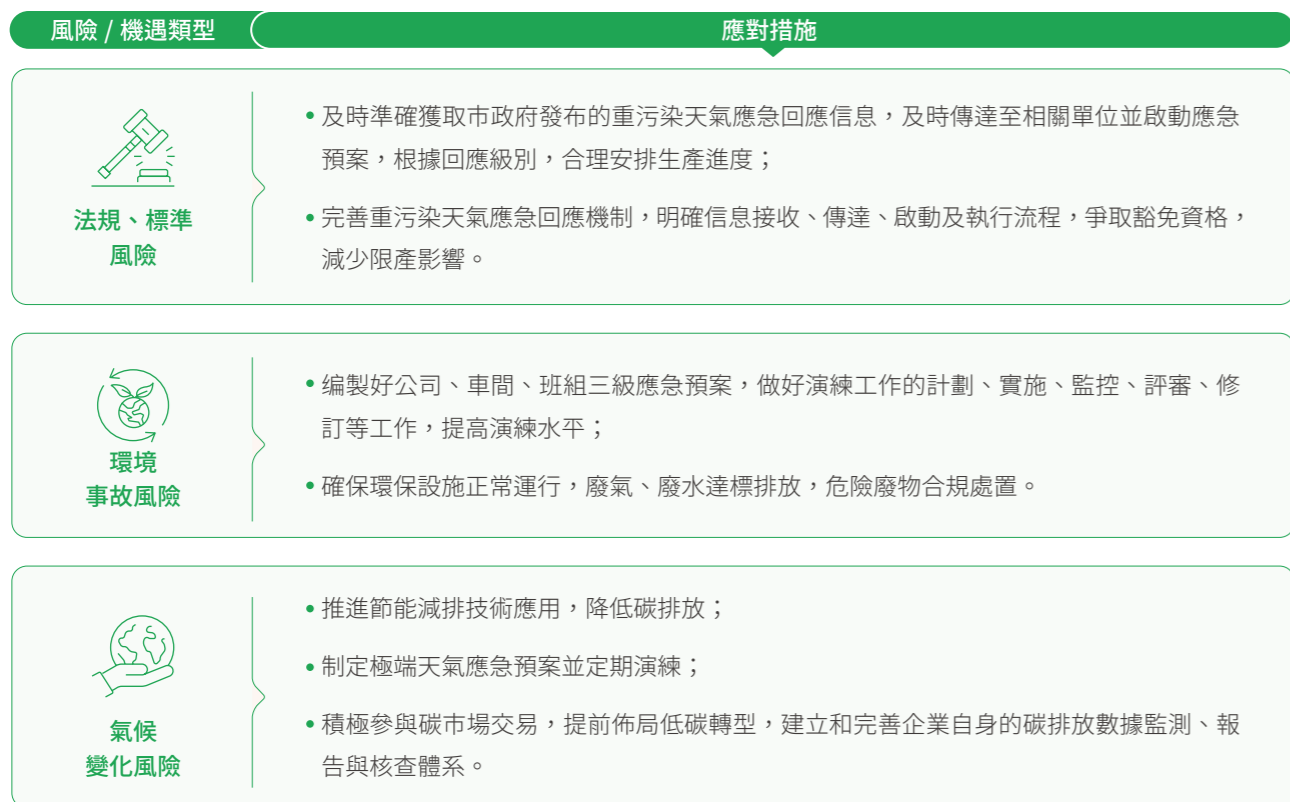 風險 / 機遇類型
應對措施
法規、標準
風險
• 及時準確獲取市政府發布的重污染天氣應急回應信息，及時傳達至相關單位並啟動應急
預案，根據回應級別，合理安排生產進度；
• 完善重污染天氣應急回應機制，明確信息接收、傳達、啟動及執行流程，爭取豁免資格，
減少限產影響。
環境
事故風險
• 编製好公司、車間、班組三級應急預案，做好演練工作的計劃、實施、監控、評審、修
訂等工作，提高演練水平；
• 確保環保設施正常運行，廢氣、廢水達標排放，危險廢物合規處置。
氣候
變化風險
• 推進節能減排技術應用，降低碳排放；
• 制定極端天氣應急預案並定期演練；
• 積極參與碳市場交易，提前佈局低碳轉型，建立和完善企業自身的碳排放數據監測、報
告與核查體系。